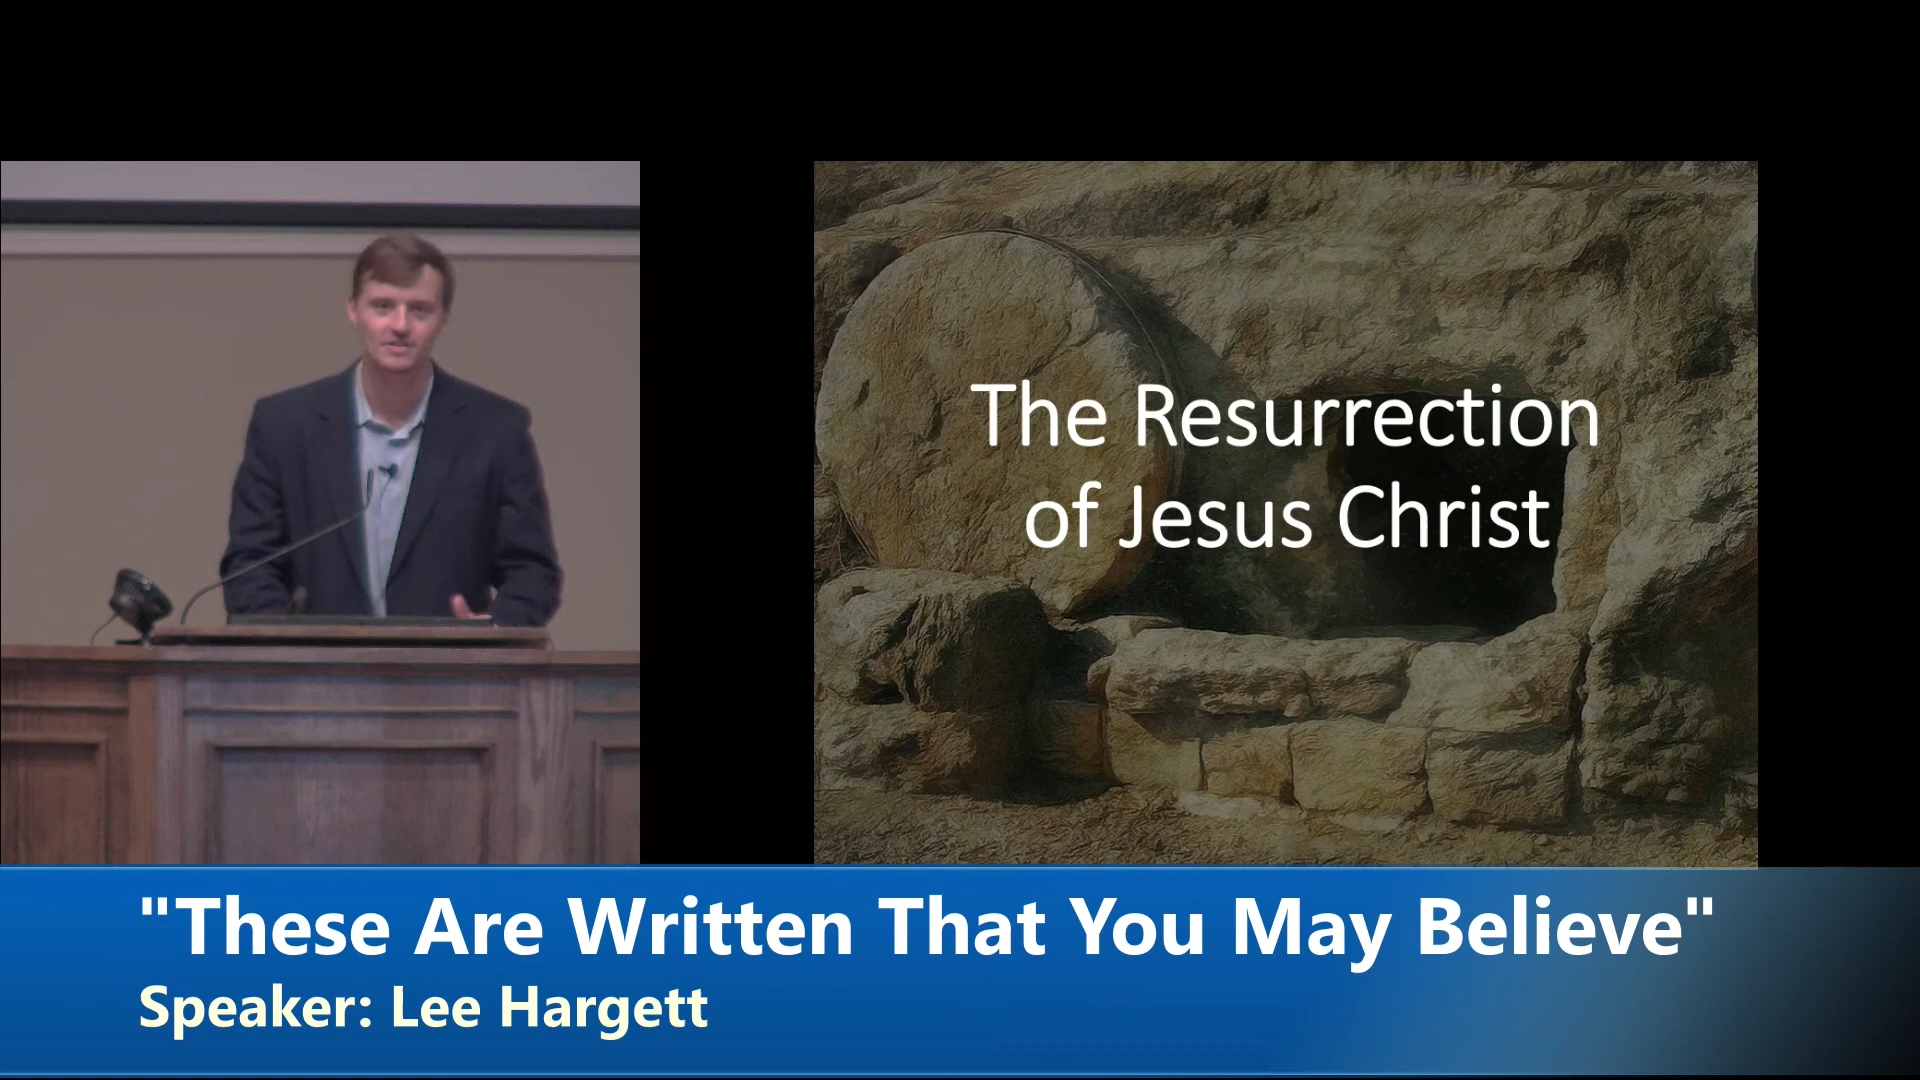 The Resurrection
of Jesus Christ
"These Are Written That You May Believe"
Speaker: Lee Hargett